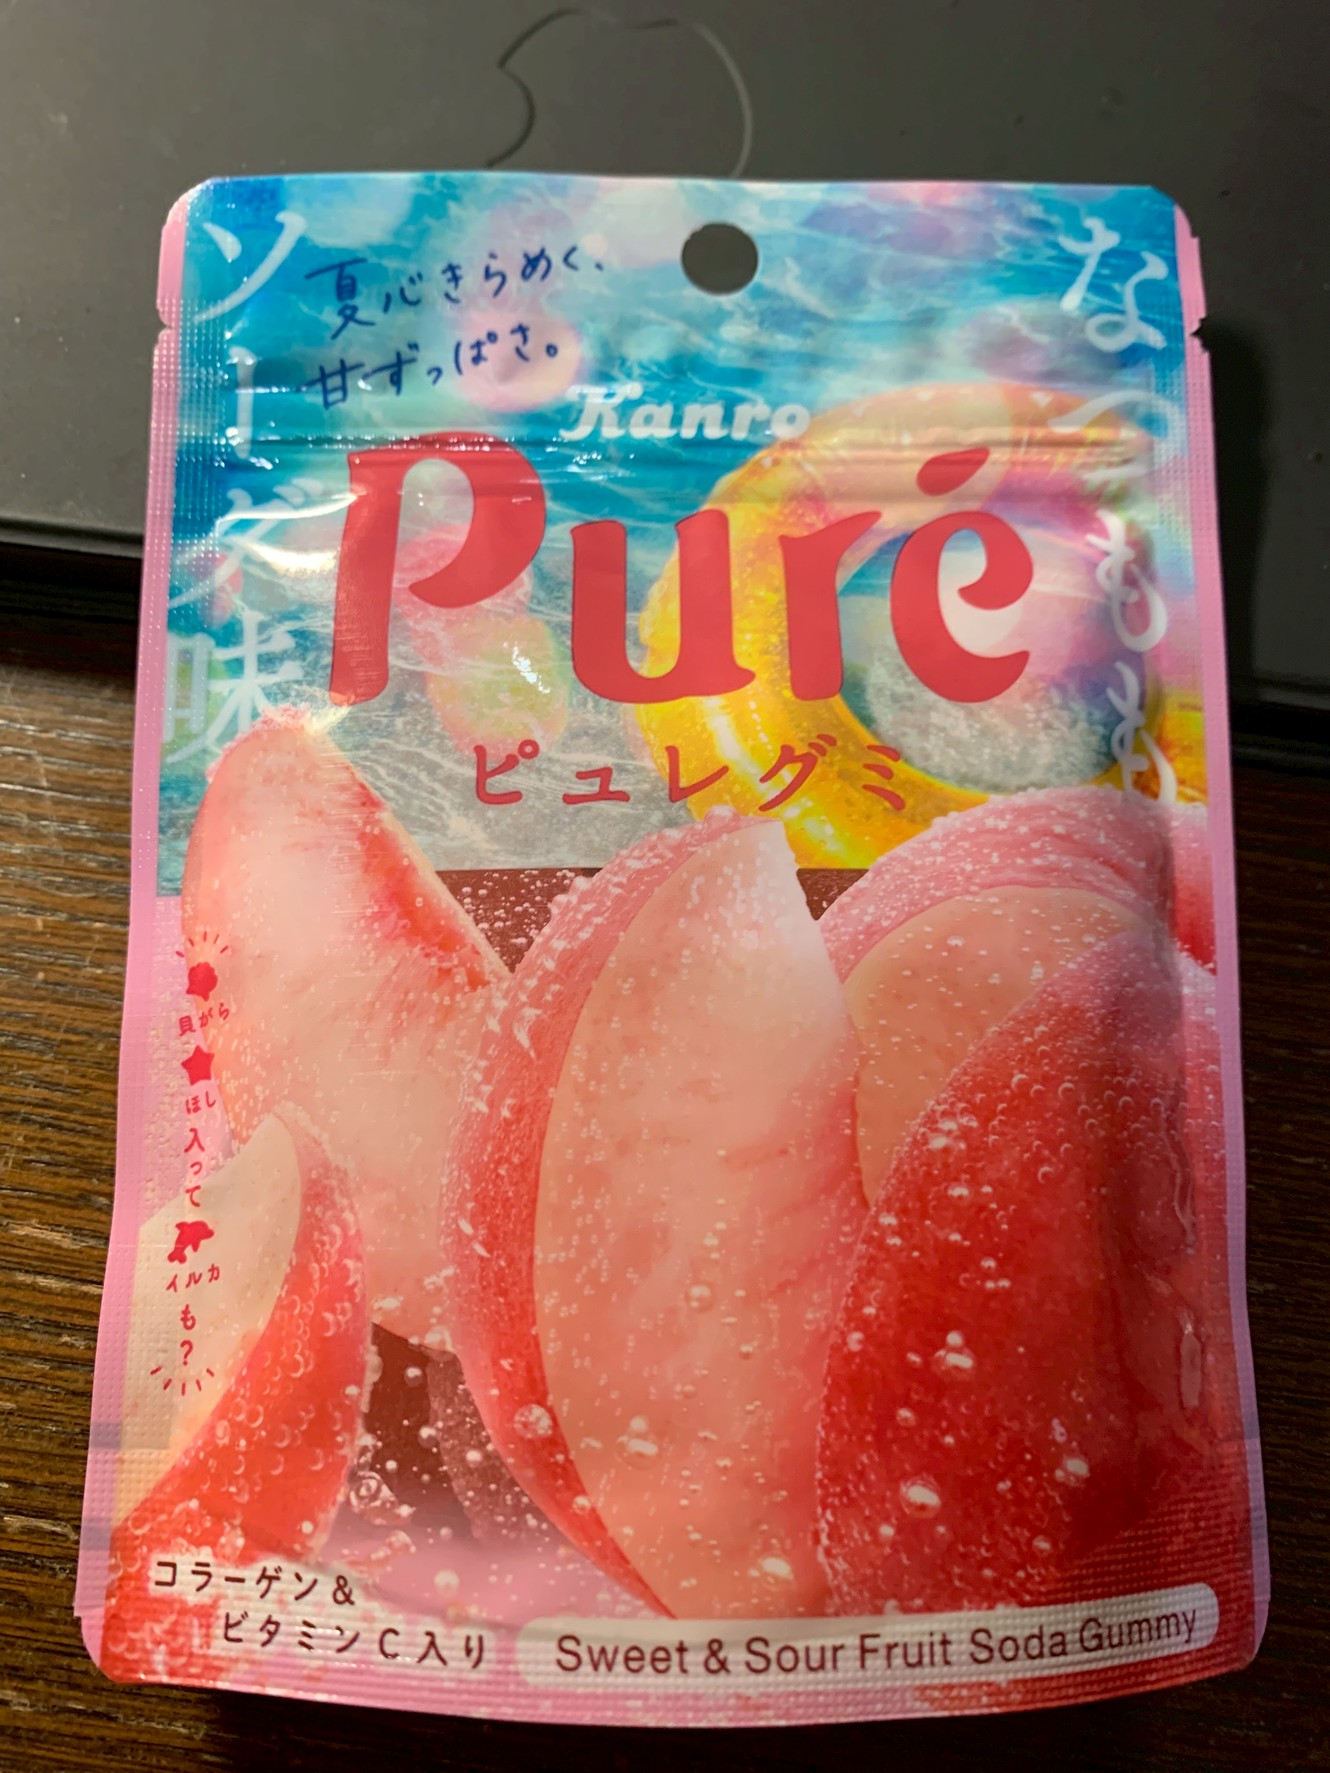 夏心きらめく、
甘ずっぱさ。
Kanro
Puré
ピュレグミ
なつもも
ソーダ味
貝がら
ほし
入って
イルカ
も?
コラーゲン&
ビタミンC入り
Sweet & Sour Fruit Soda Gummy